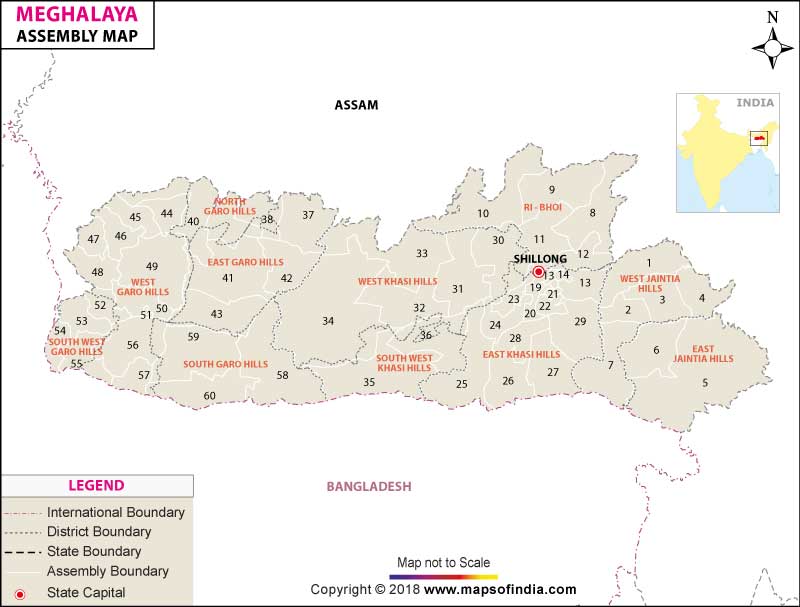 MEGHALAYA
ASSEMBLY MAP
N
INDIA
ASSAM
9
NORTH
GARO HILLS
RI - BHOI
45
44
40
38
37
10
8
47
46
33
30
11
12
SHILLONG
1
48
49
EAST GARO HILLS
41
42
WEST KHASI HILLS
31
13
14
13
WEST JAINTIA
HILLS
WEST
GARO HILLS
19
21
23
22
20
2
3
4
52
51
50
43
34
32
53
54
24
29
SOUTH WEST
GARO HILLS
56
59
36
28
EAST
JAINTIA HILLS
6
55
SOUTH GARO HILLS
SOUTH WEST
KHASI HILLS
EAST KHASI HILLS
7
57
58
35
25
26
27
5
60
BANGLADESH
LEGEND
International Boundary
District Boundary
State Boundary
Assembly Boundary
State Capital
Map not to Scale
Copyright © 2018 www.mapsofindia.com